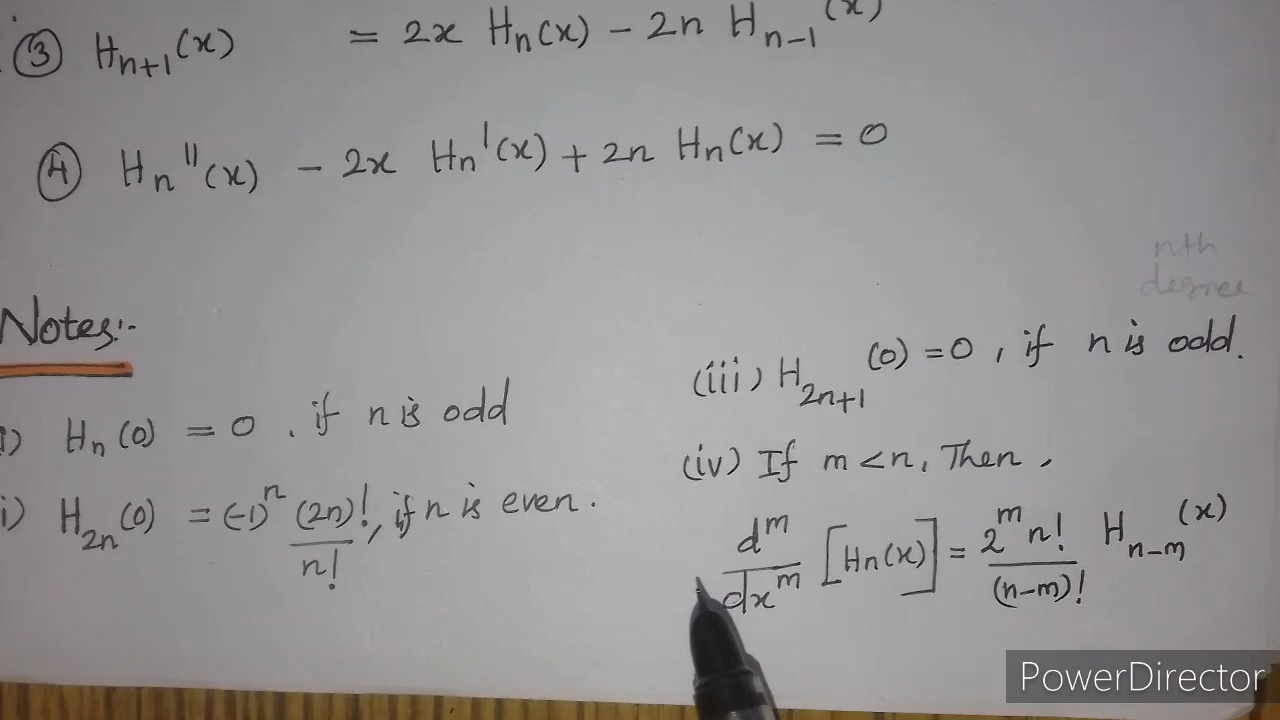 ③ Hn+1(x) = 2x Hn(x) - 2n Hn-1(x)
④ Hn''(x) - 2x Hn'(x) + 2n Hn(x) = 0
nth
degree
Notes:-
i) Hn(0) = 0. if n is odd
i) H2n(0) = (-1)^n (2n)!/n!, if n is even.
(iii) H2n+1(0) = 0, if n is odd.
(iv) If m < n, Then,
d^m/dx^m [Hn(x)] = 2^m n!/(n-m)! Hn-m(x)
PowerDirector